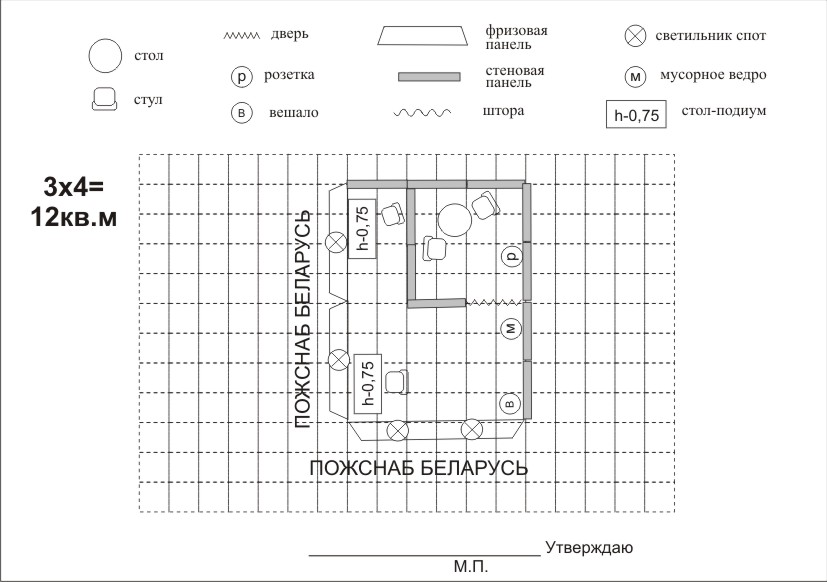 стол
стул
дверь
р розетка
в вешало
фризовая
панель
стеновая
панель
штора
светильник спот
м мусорное ведро
h-0,75 стол-подиум
3х4=
12кв.м
ПОЖСНАБ БЕЛАРУСЬ
h-0,75
р
м
h-0,75
в
ПОЖСНАБ БЕЛАРУСЬ
Утверждаю
М.П.